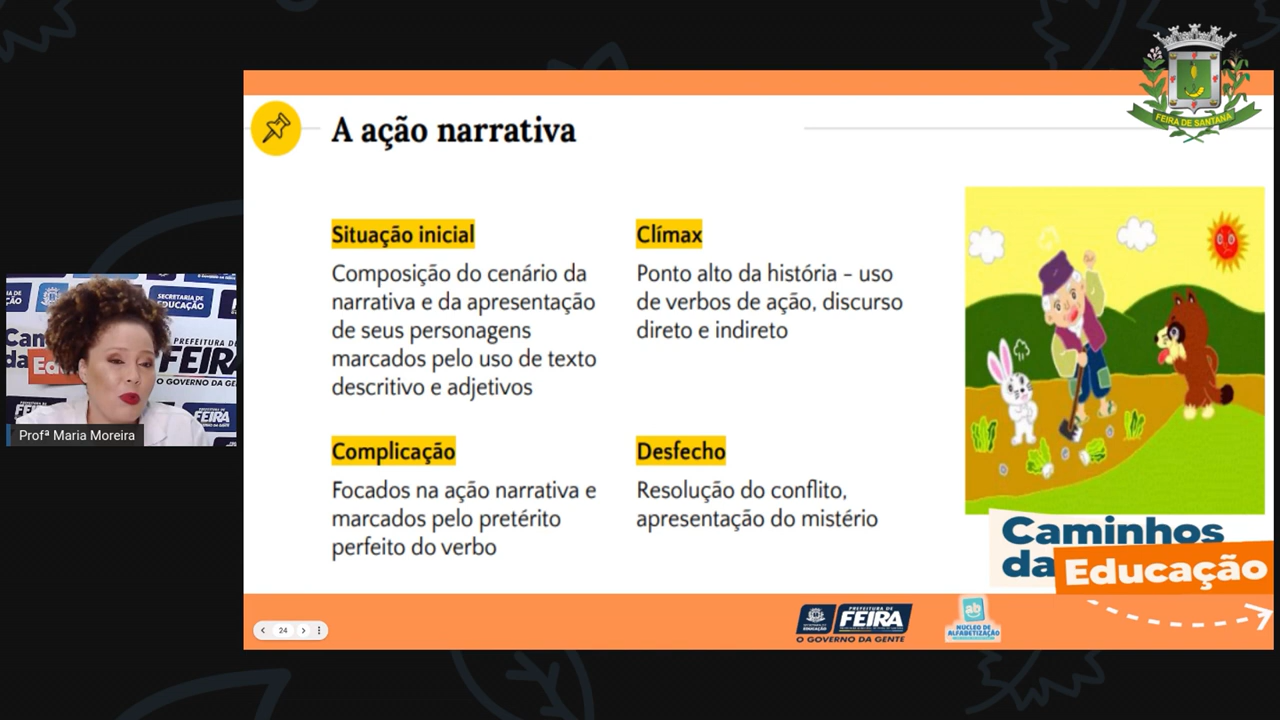 FEIRA DE SANTANA
A ação narrativa
Situação inicial
Composição do cenário da
narrativa e da apresentação
de seus personagens
marcados pelo uso de texto
descritivo e adjetivos
Clímax
Ponto alto da história – uso
de verbos de ação, discurso
direto e indireto
Complicação
Focados na ação narrativa e
marcados pelo pretérito
perfeito do verbo
Desfecho
Resolução do conflito,
apresentação do mistério
SECRETARIA DE
EDUCAÇÃO
PREFEITURA DE
FEIRA
O GOVERNO DA GENTE
FEIRA
Profª Maria Moreira
Caminhos
da Educação
24
EDUCAÇÃO
PREFEITURA DE
FEIRA
O GOVERNO DA GENTE
ab
NÚCLEO DE
ALFABETIZAÇÃO